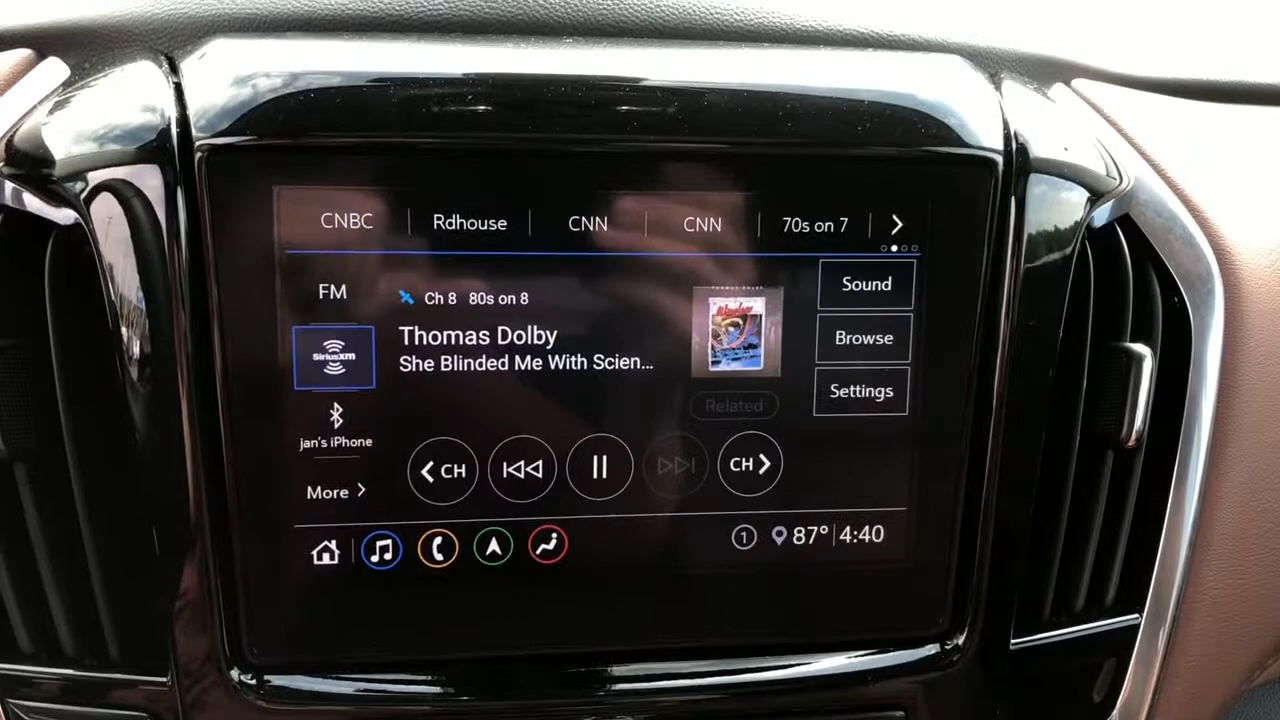 CNBC Rdhouse CNN CNN 70s on 7
FM
Ch 8 80s on 8
Sound
SiriusXM
Thomas Dolby
She Blinded Me With Scien...
Browse
Settings
Related
jan's iPhone
More
CH
CH
1 87° 4:40